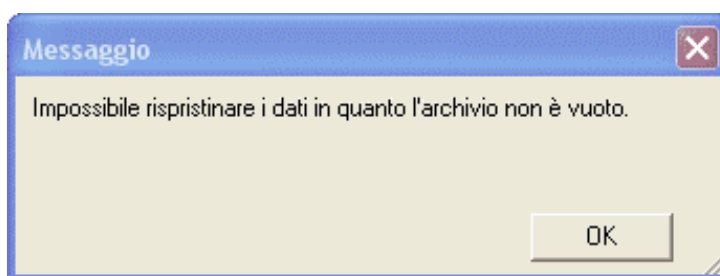 Messaggio
Impossibile rispristinare i dati in quanto l'archivio non è vuoto.
OK